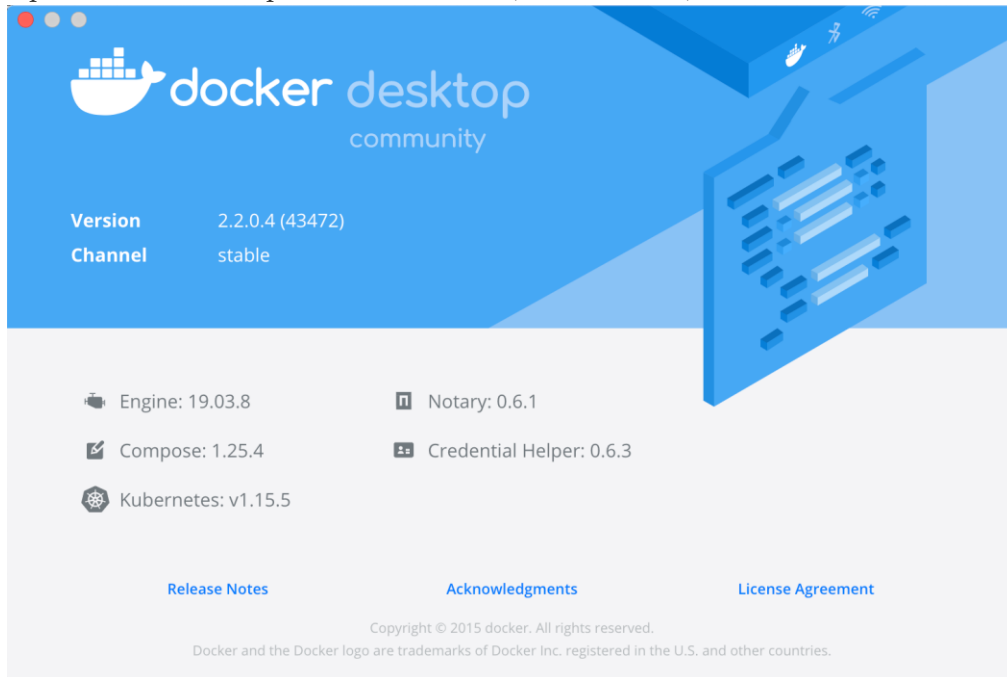 docker desktop
community
Version 2.2.0.4 (43472)
Channel stable
Engine: 19.03.8
Notary: 0.6.1
Compose: 1.25.4
Credential Helper: 0.6.3
Kubernetes: v1.15.5
Release Notes Acknowledgments License Agreement
Copyright © 2015 docker. All rights reserved.
Docker and the Docker logo are trademarks of Docker Inc. registered in the U.S. and other countries.